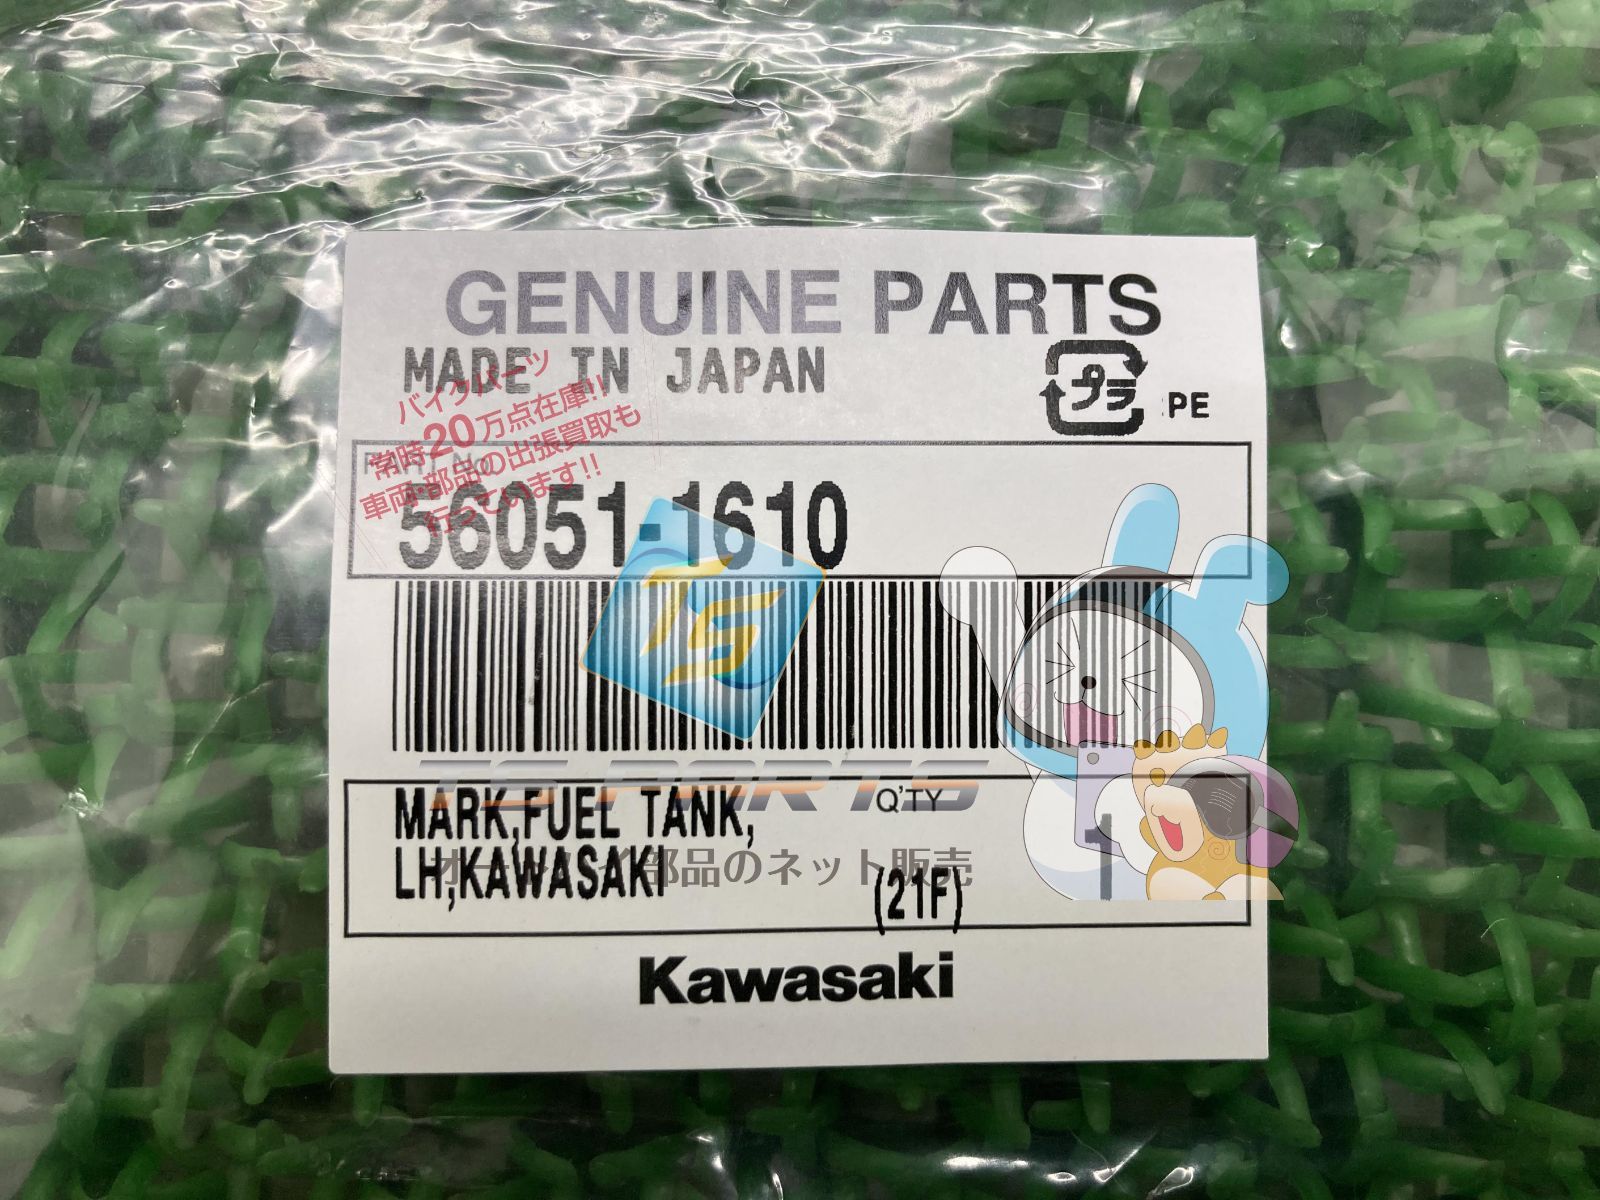 GENUINE PARTS
MADE IN JAPAN
プラ
PE
バイクパーツ
常時20万点在庫!!
車両・部品の出張買取も
行っています!!
PART No.
56051-1610
TS
TS PARTS
MARK,FUEL TANK,
Q'TY
1
LH,KAWASAKI
部品のネット販売
(21F)
Kawasaki